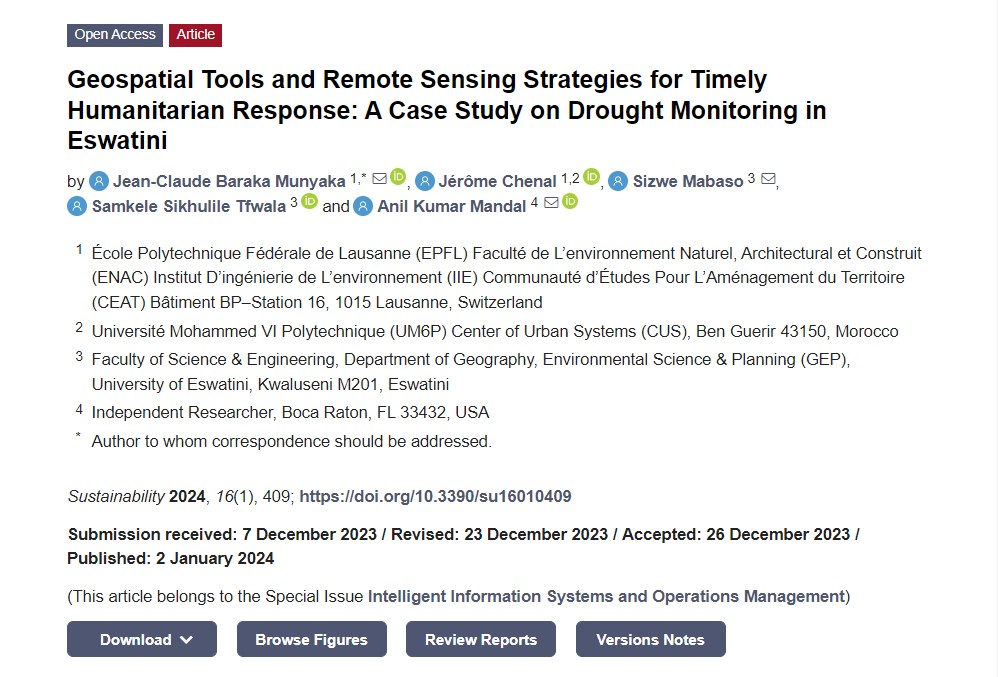 Open Access Article
Geospatial Tools and Remote Sensing Strategies for Timely
Humanitarian Response: A Case Study on Drought Monitoring in
Eswatini
by Jean-Claude Baraka Munyaka 1,* iD, Jérôme Chenal 1,2 iD, Sizwe Mabaso 3,
Samkele Sikhulile Tfwala 3 iD and Anil Kumar Mandal 4 iD
1 École Polytechnique Fédérale de Lausanne (EPFL) Faculté de L’environnement Naturel, Architectural et Construit
(ENAC) Institut D’ingénierie de L’environnement (IIE) Communauté d’Études Pour L’Aménagement du Territoire
(CEAT) Bâtiment BP–Station 16, 1015 Lausanne, Switzerland
2 Université Mohammed VI Polytechnique (UM6P) Center of Urban Systems (CUS), Ben Guerir 43150, Morocco
3 Faculty of Science & Engineering, Department of Geography, Environmental Science & Planning (GEP),
University of Eswatini, Kwaluseni M201, Eswatini
4 Independent Researcher, Boca Raton, FL 33432, USA
* Author to whom correspondence should be addressed.
Sustainability 2024, 16(1), 409; https://doi.org/10.3390/su16010409
Submission received: 7 December 2023 / Revised: 23 December 2023 / Accepted: 26 December 2023 /
Published: 2 January 2024
(This article belongs to the Special Issue Intelligent Information Systems and Operations Management)
Download Browse Figures Review Reports Versions Notes